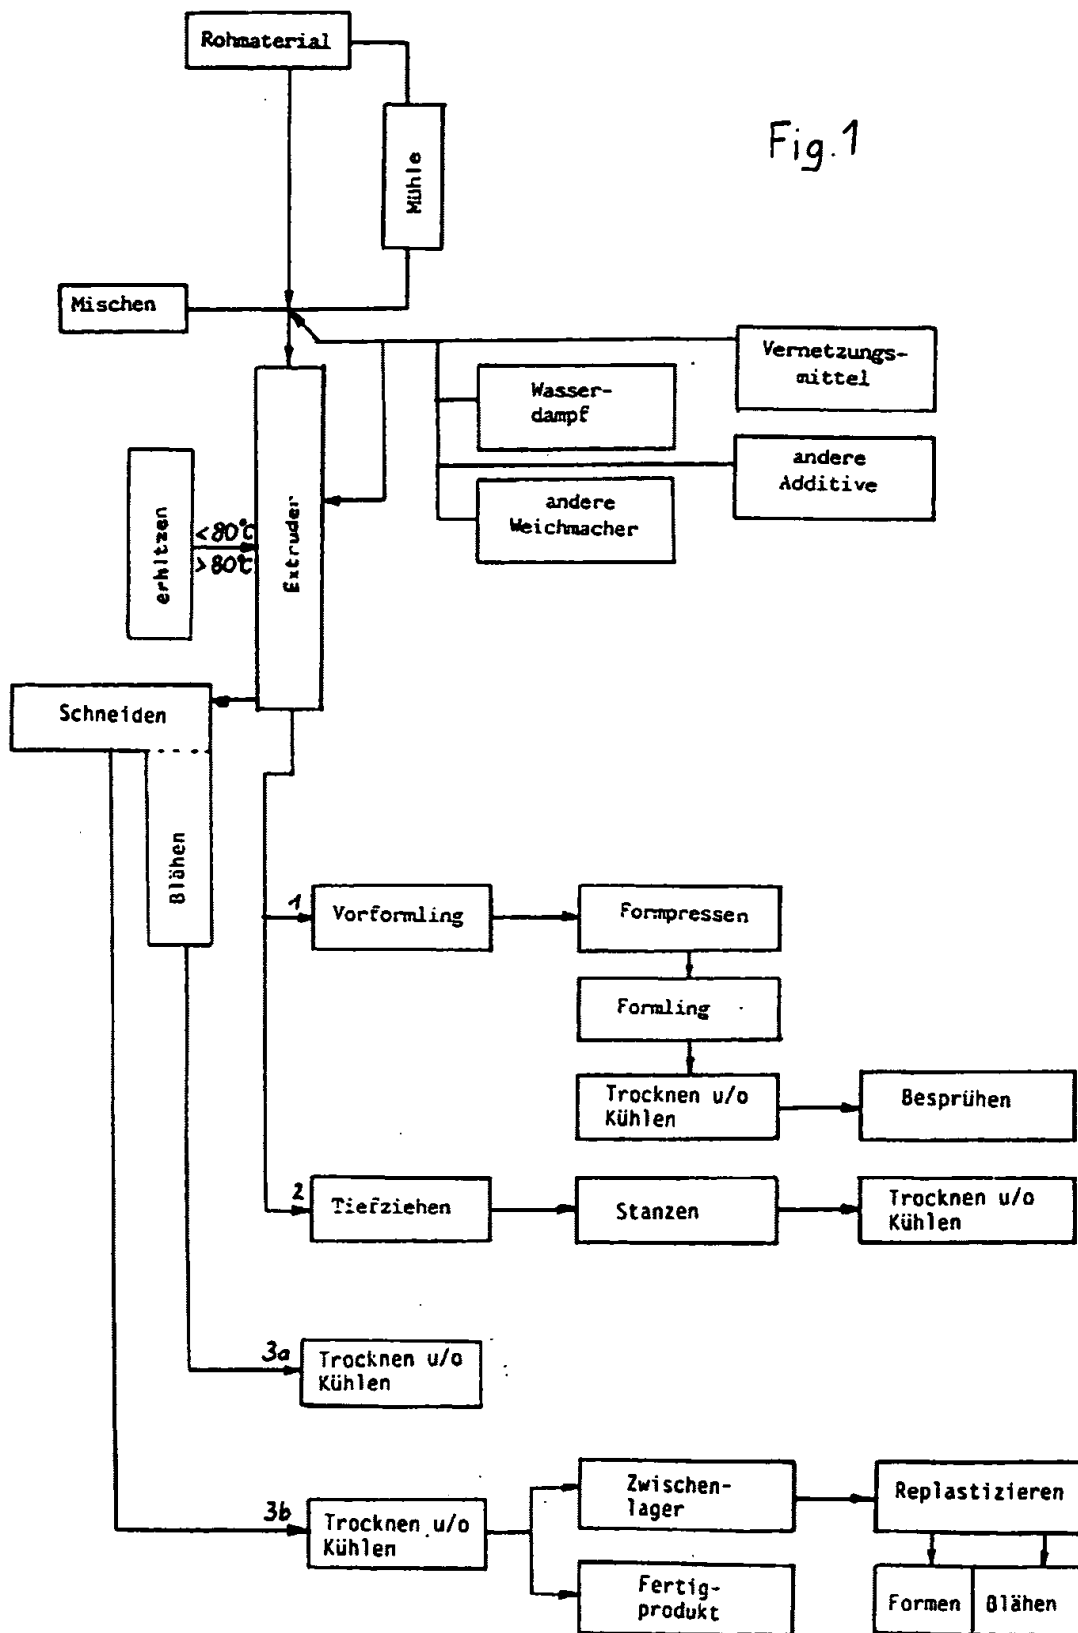 Rohmaterial
Fig. 1
Mühle
Mischen
Vernetzungs-
mittel
Wasser-
dampf
andere
Additive
andere
Weichmacher
erhitzen
<80°C
>80°C
Extruder
Schneiden
Blähen
1
Vorformling
Formpressen
Formling
Trocknen u/o
Kühlen
Besprühen
2
Tiefziehen
Stanzen
Trocknen u/o
Kühlen
3a
Trocknen u/o
Kühlen
3b
Trocknen u/o
Kühlen
Zwischen-
lager
Replastizieren
Fertig-
produkt
Formen
Blähen